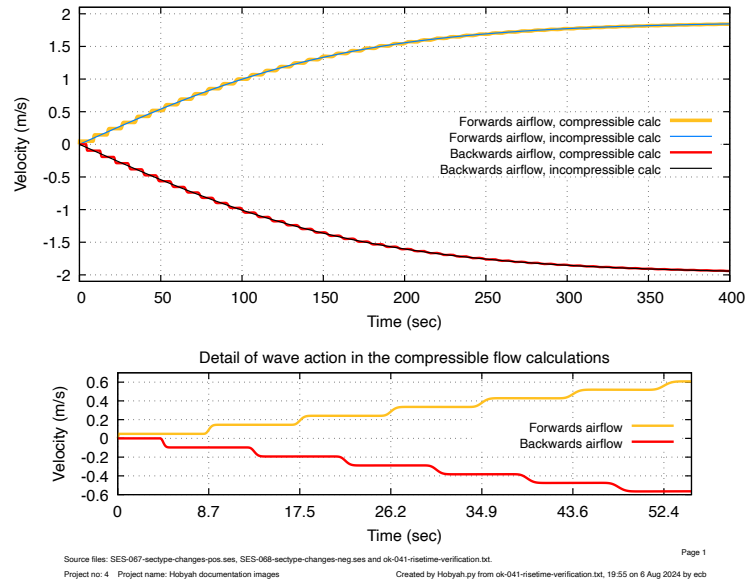 2
1.5
1
0.5
0
-0.5
-1
-1.5
-2
Velocity (m/s)
Forwards airflow, compressible calc
Forwards airflow, incompressible calc
Backwards airflow, compressible calc
Backwards airflow, incompressible calc
0 50 100 150 200 250 300 350 400
Time (sec)
Detail of wave action in the compressible flow calculations
0.6
0.4
0.2
0
-0.2
-0.4
-0.6
Velocity (m/s)
Forwards airflow
Backwards airflow
0 8.7 17.5 26.2 34.9 43.6 52.4
Time (sec)
Page 1
Source files: SES-067-sectype-changes-pos.ses, SES-068-sectype-changes-neg.ses and ok-041-risetime-verification.txt.
Project no: 4 Project name: Hobyah documentation images Created by Hobyah.py from ok-041-risetime-verification.txt, 19:55 on 6 Aug 2024 by ecb